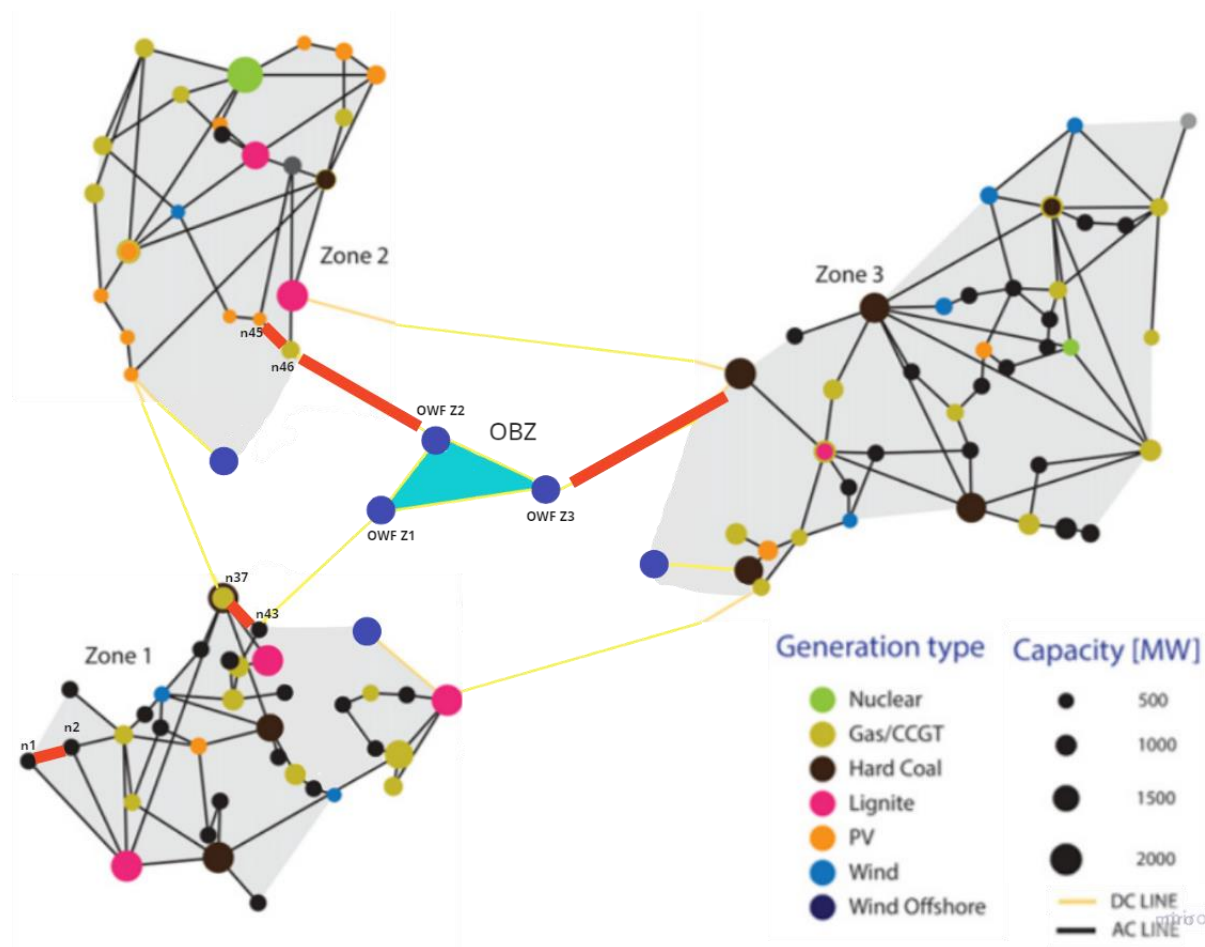 Zone 2
Zone 3
n45
n46
OWF Z2
OBZ
OWF Z3
OWF Z1
n37
n43
Zone 1
n2
n1
Generation type
Nuclear
Gas/CCGT
Hard Coal
Lignite
PV
Wind
Wind Offshore
Capacity [MW]
500
1000
1500
2000
DC LINE
AC LINE
miro